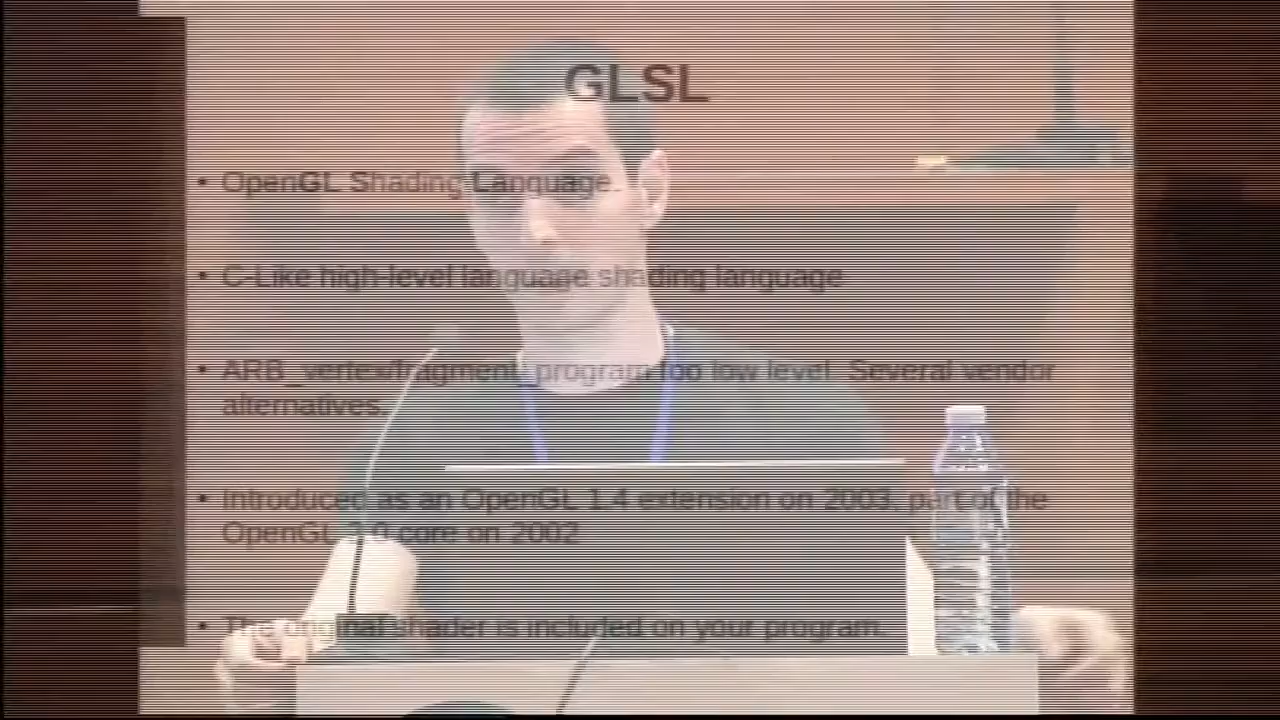 GLSL
• OpenGL Shading Language.
• C-Like high-level language shading language
• ARB_vertex/fragment_program too low level. Several vendor
alternatives.
• Introduced as an OpenGL 1.4 extension on 2003, part of the
OpenGL 2.0 core on 2002
• The original shader is included on your program.